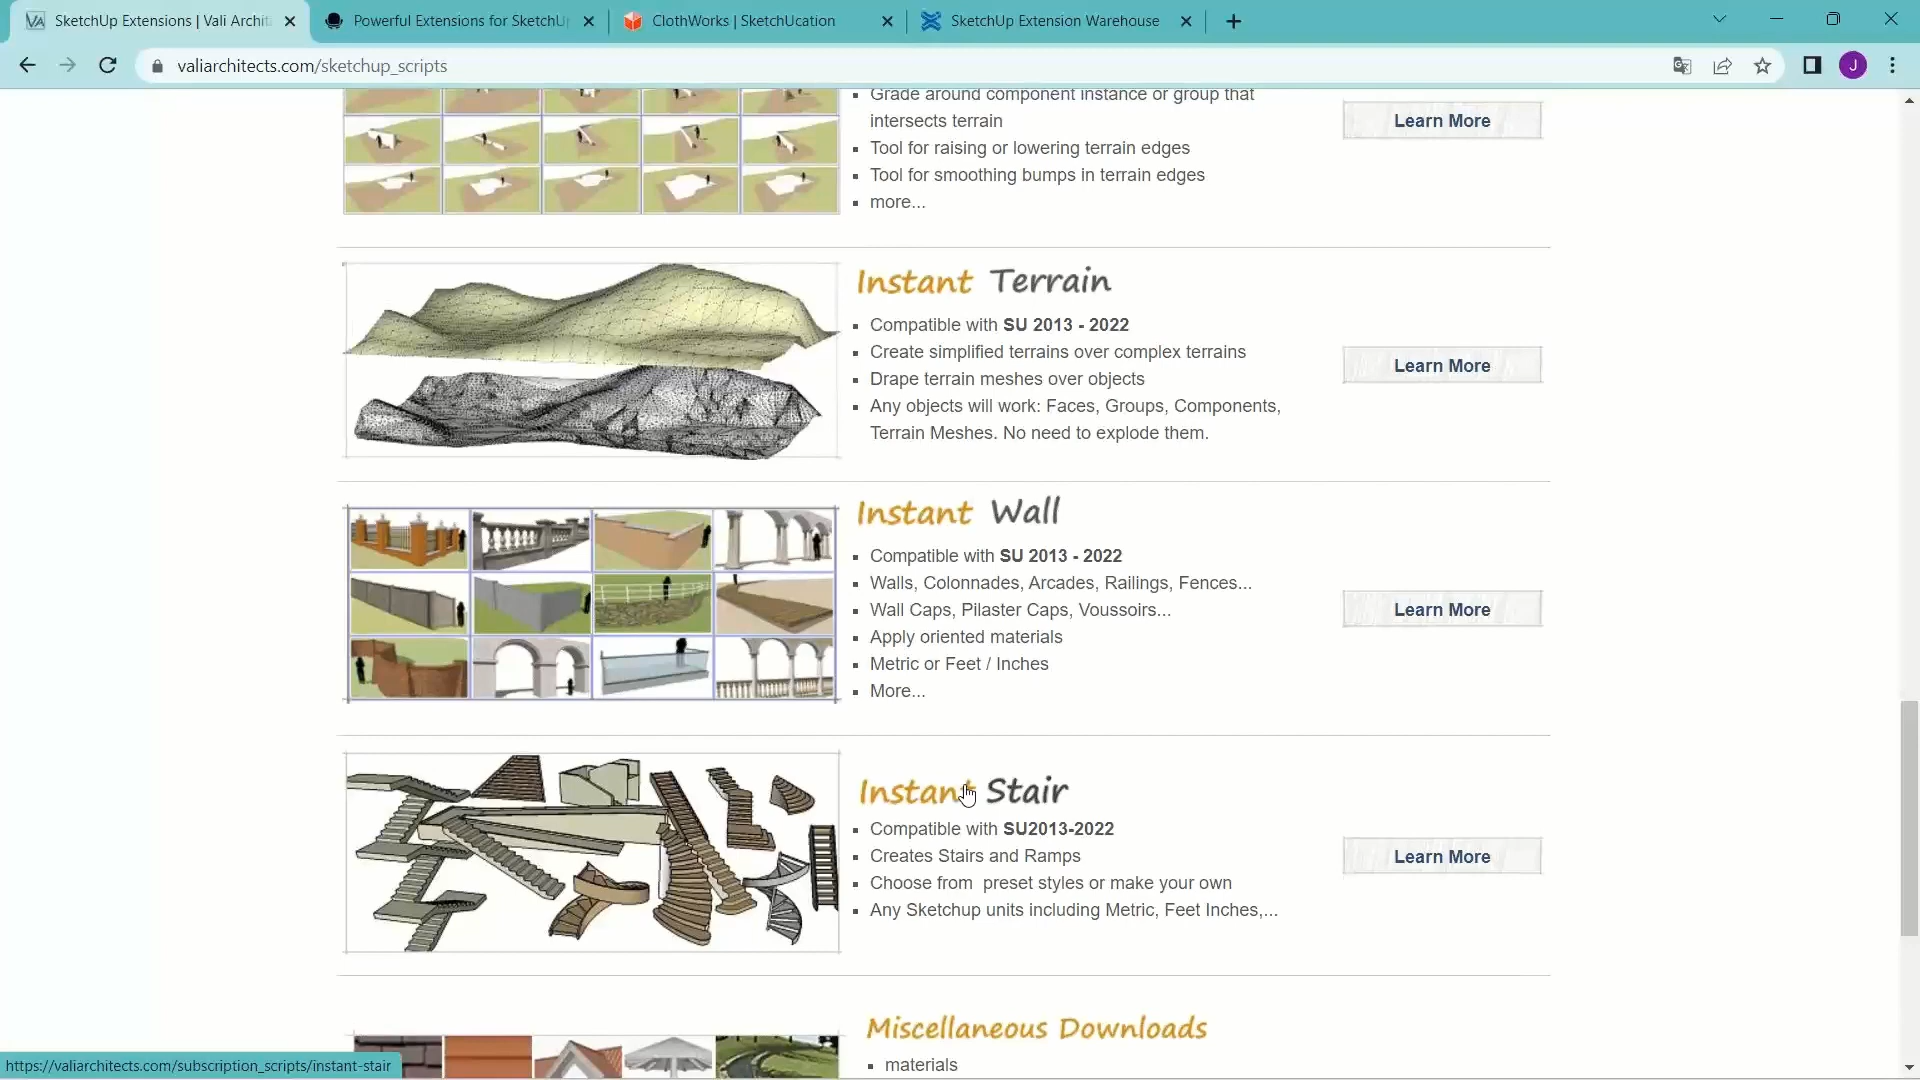 SketchUp Extensions | Vali Archit
Powerful Extensions for SketchU
ClothWorks | SketchUcation
SketchUp Extension Warehouse
valiarchitects.com/sketchup_scripts
J
Grade around component instance or group that
intersects terrain
Tool for raising or lowering terrain edges
Tool for smoothing bumps in terrain edges
more...
Learn More
Instant Terrain
Compatible with SU 2013 - 2022
Create simplified terrains over complex terrains
Drape terrain meshes over objects
Any objects will work: Faces, Groups, Components,
Terrain Meshes. No need to explode them.
Learn More
Instant Wall
Compatible with SU 2013 - 2022
Walls, Colonnades, Arcades, Railings, Fences...
Wall Caps, Pilaster Caps, Voussoirs...
Apply oriented materials
Metric or Feet / Inches
More...
Learn More
Instant Stair
Compatible with SU2013-2022
Creates Stairs and Ramps
Choose from preset styles or make your own
Any Sketchup units including Metric, Feet Inches,...
Learn More
Miscellaneous Downloads
materials
https://valiarchitects.com/subscription_scripts/instant-stair